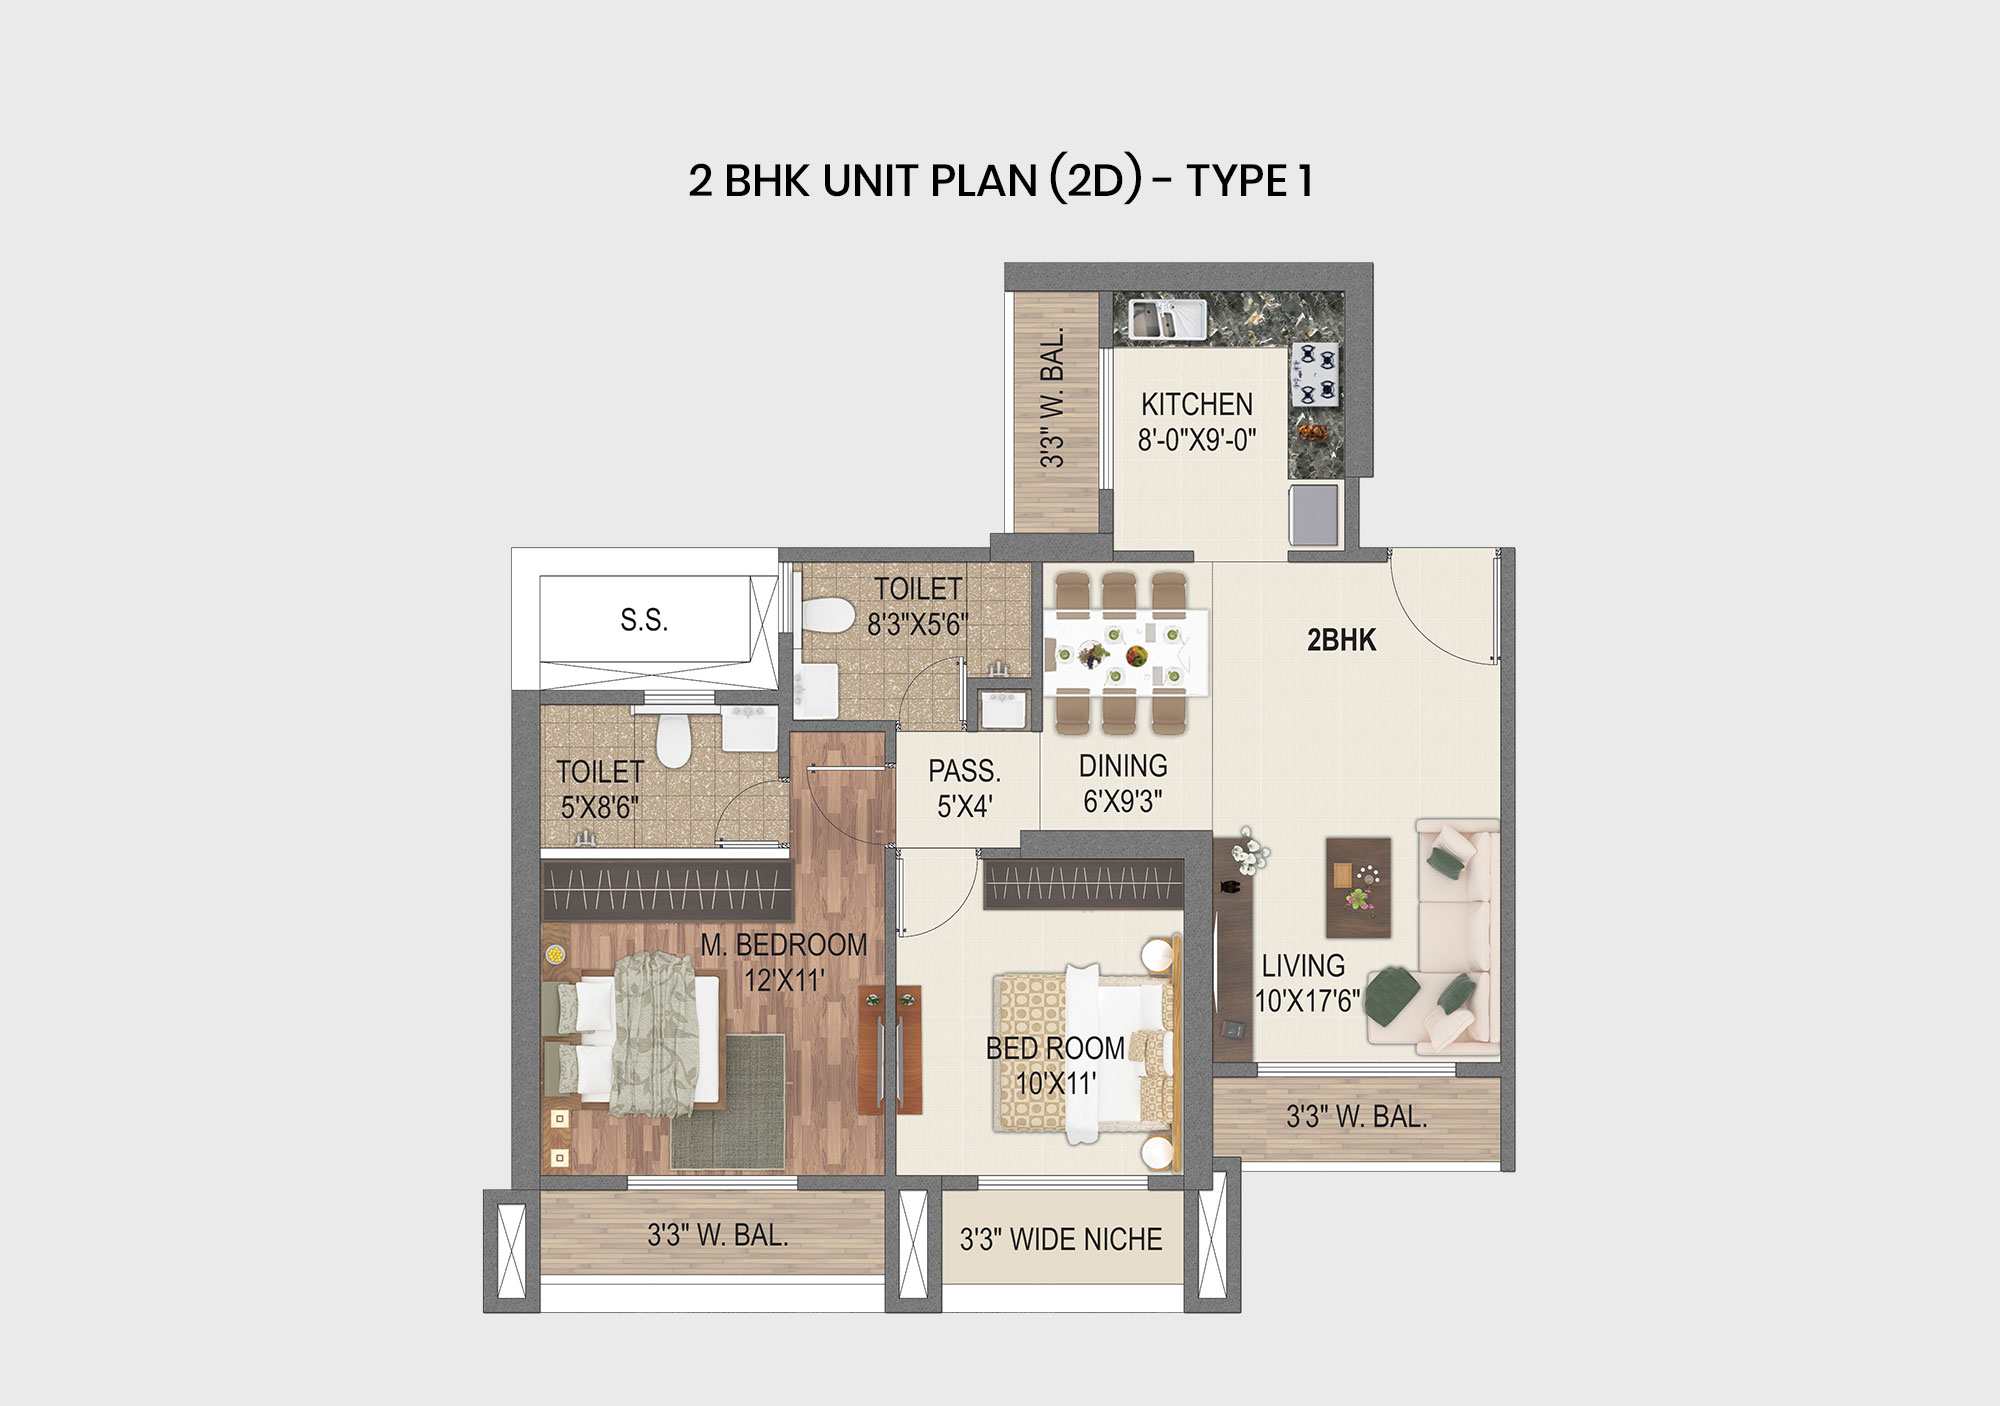 2 BHK UNIT PLAN (2D) - TYPE 1
3'3" W. BAL.
KITCHEN
8'-0"X9'-0"
S.S.
TOILET
8'3"X5'6"
2BHK
TOILET
5'X8'6"
PASS.
5'X4'
DINING
6'X9'3"
M. BEDROOM
12'X11'
LIVING
10'X17'6"
BED ROOM
10'X11'
3'3" W. BAL.
3'3" W. BAL.
3'3" WIDE NICHE